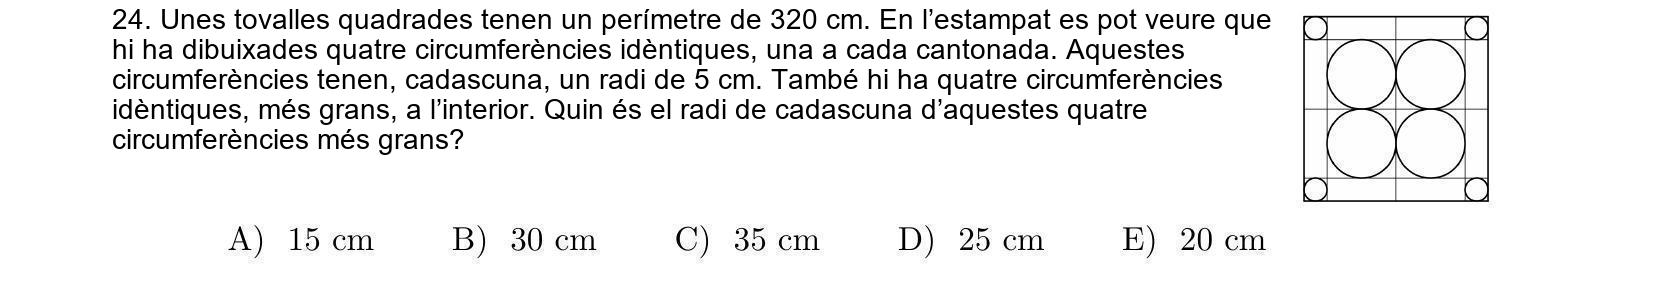 24. Unes tovalles quadrades tenen un perímetre de 320 cm. En l’estampat es pot veure que
hi ha dibuixades quatre circumferències idèntiques, una a cada cantonada. Aquestes
circumferències tenen, cadascuna, un radi de 5 cm. També hi ha quatre circumferències
idèntiques, més grans, a l’interior. Quin és el radi de cadascuna d’aquestes quatre
circumferències més grans?
A) 15 cm B) 30 cm C) 35 cm D) 25 cm E) 20 cm